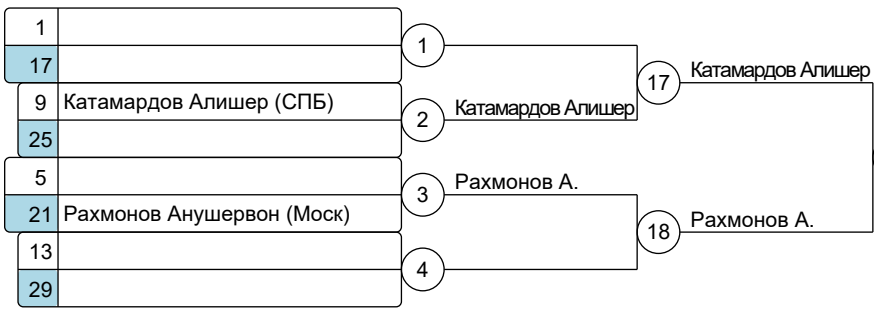 1
17
9 Катамардов Алишер (СПБ)
25
5
21 Рахмонов Анушервон (Моск)
13
29
1
2 Катамардов Алишер
3 Рахмонов А.
4
17 Катамардов Алишер
18 Рахмонов А.